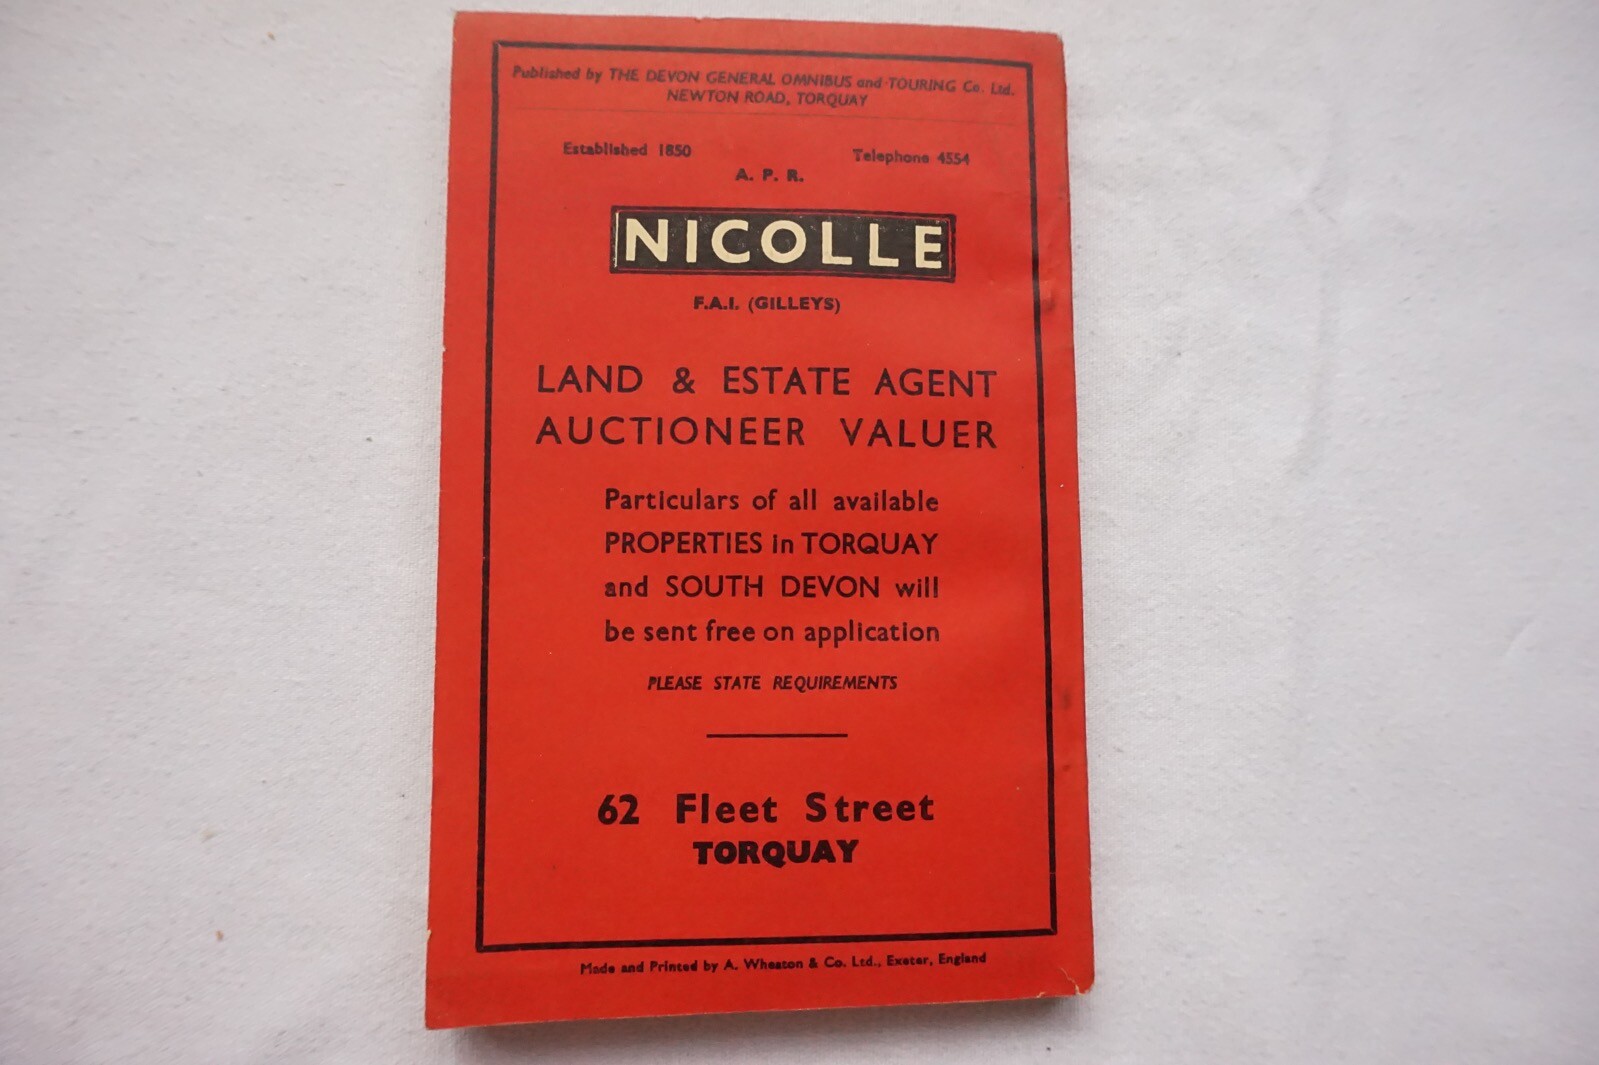 Published by THE DEVON GENERAL OMNIBUS and TOURING Co. Ltd.
NEWTON ROAD, TORQUAY
Established 1850 Telephone 4554
A. P. R.
NICOLLE
F.A.I. (GILLEYS)
LAND & ESTATE AGENT
AUCTIONEER VALUER
Particulars of all available
PROPERTIES in TORQUAY
and SOUTH DEVON will
be sent free on application
PLEASE STATE REQUIREMENTS
62 Fleet Street
TORQUAY
Made and Printed by A. Wheaton & Co. Ltd., Exeter, England